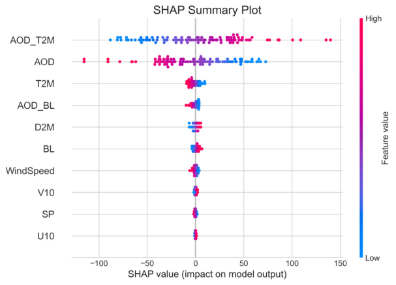 SHAP Summary Plot
High
AOD_T2M
AOD
T2M
AOD_BL
D2M
BL
WindSpeed
V10
SP
U10
Feature value
Low
−100 −50 0 50 100 150
SHAP value (impact on model output)